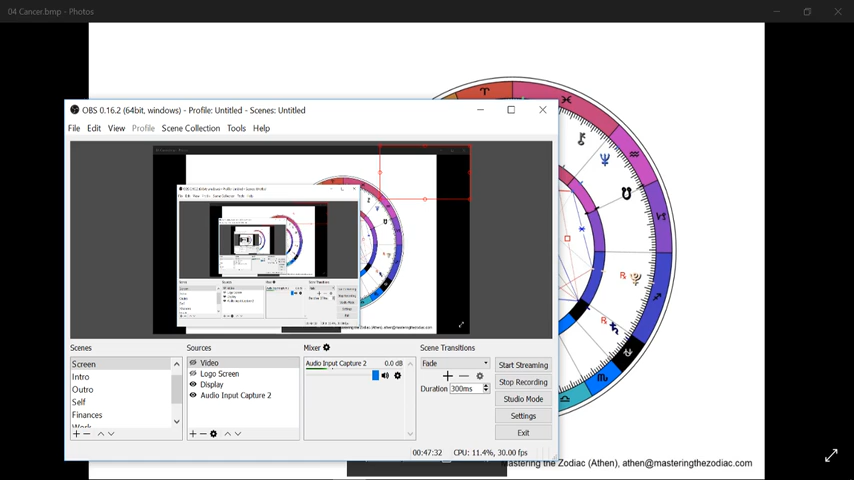 04 Cancer.bmp - Photos
OBS 0.16.2 (64bit, windows) - Profile: Untitled - Scenes: Untitled
File Edit View Profile Scene Collection Tools Help
Scenes
Screen
Intro
Outro
Self
Finances
Work
Sources
Video
Logo Screen
Display
Audio Input Capture 2
Mixer
Audio Input Capture 2 0.0 dB
Scene Transitions
Fade
Duration 300ms
Start Streaming
Stop Recording
Studio Mode
Settings
Exit
00:47:32 CPU: 11.4%, 30.00 fps
Mastering the Zodiac (Athen), athen@masteringthezodiac.com